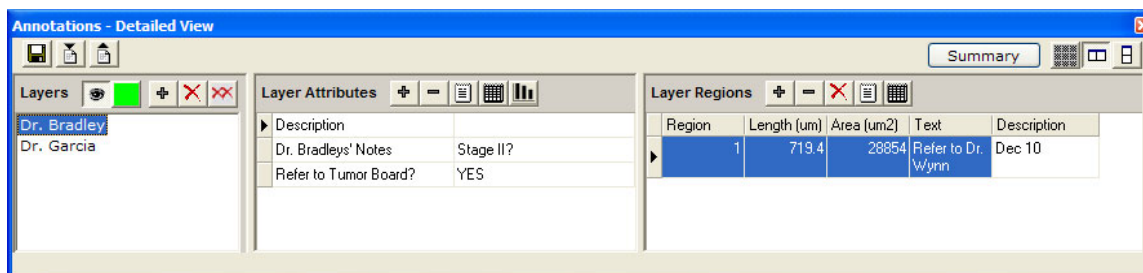 Annotations - Detailed View
Summary
Layers
Dr. Bradley
Dr. Garcia
Layer Attributes
Description
Dr. Bradleys' Notes Stage II?
Refer to Tumor Board? YES
Layer Regions
Region Length (um) Area (um2) Text Description
1 719.4 28854 Refer to Dr. Dec 10
Wynn